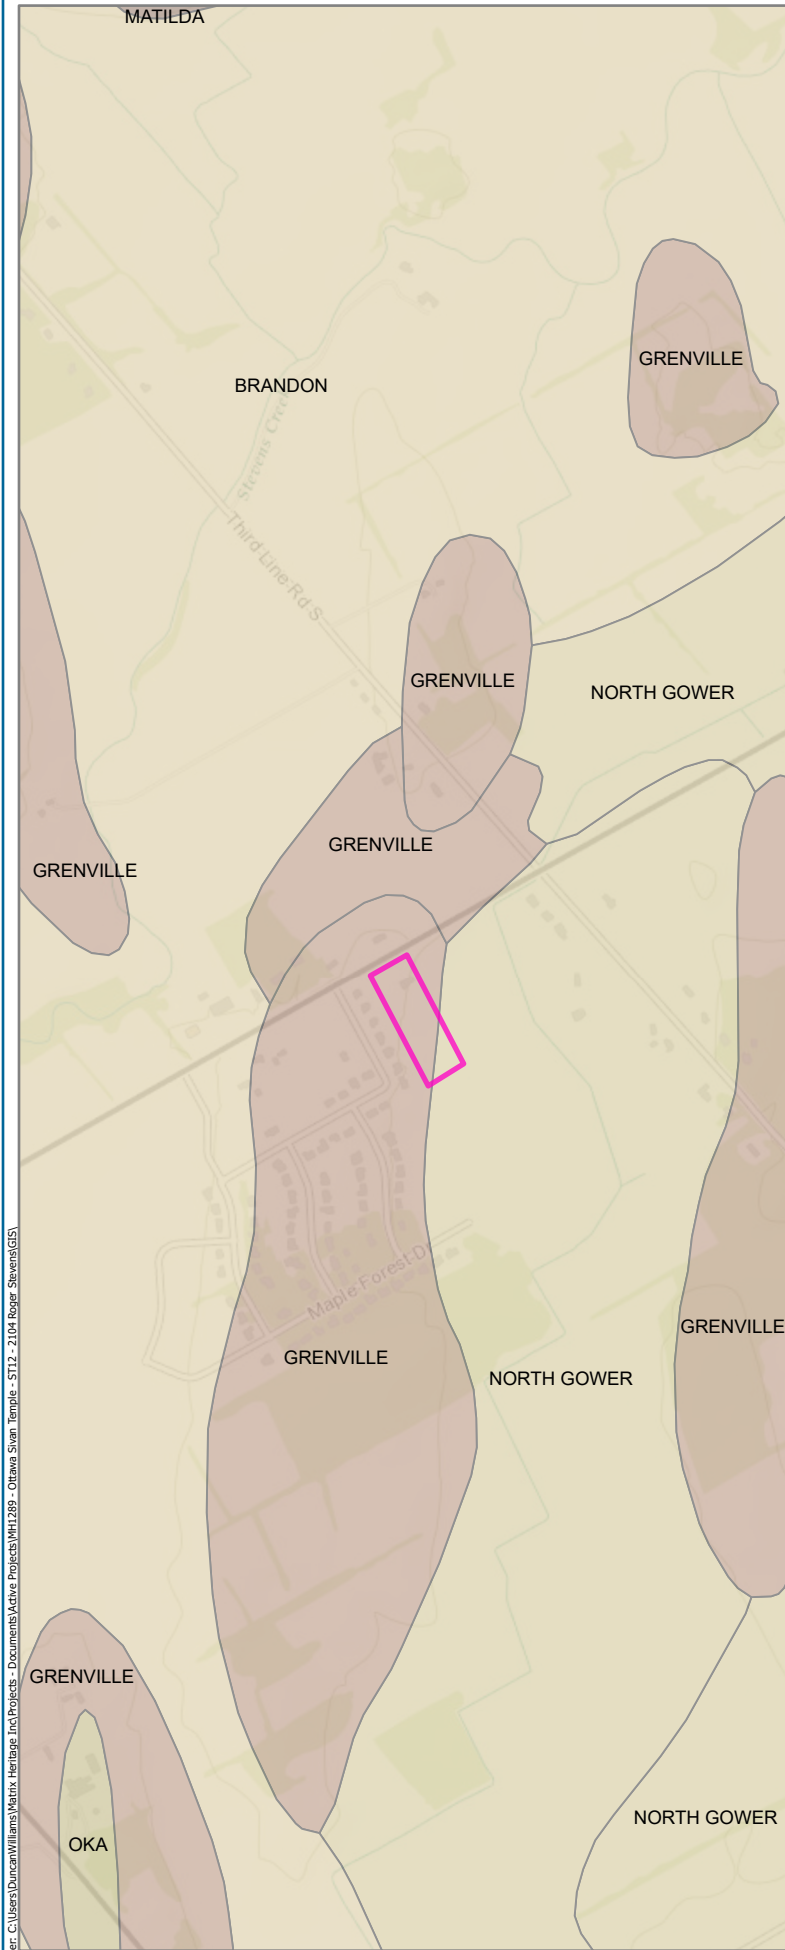 MATILDA
GRENVILLE
BRANDON
Stevens Creek
Third Line Rd S
GRENVILLE
NORTH GOWER
GRENVILLE
GRENVILLE
Maple Forest Dr
GRENVILLE
GRENVILLE
NORTH GOWER
GRENVILLE
NORTH GOWER
OKA
er: C:\Users\DuncanWilliams\Matrix Heritage Inc\Projects - Documents\Active Projects\MH1289 - Ottawa Sivan Temple - ST12 - 2104 Roger Stevens\GIS\